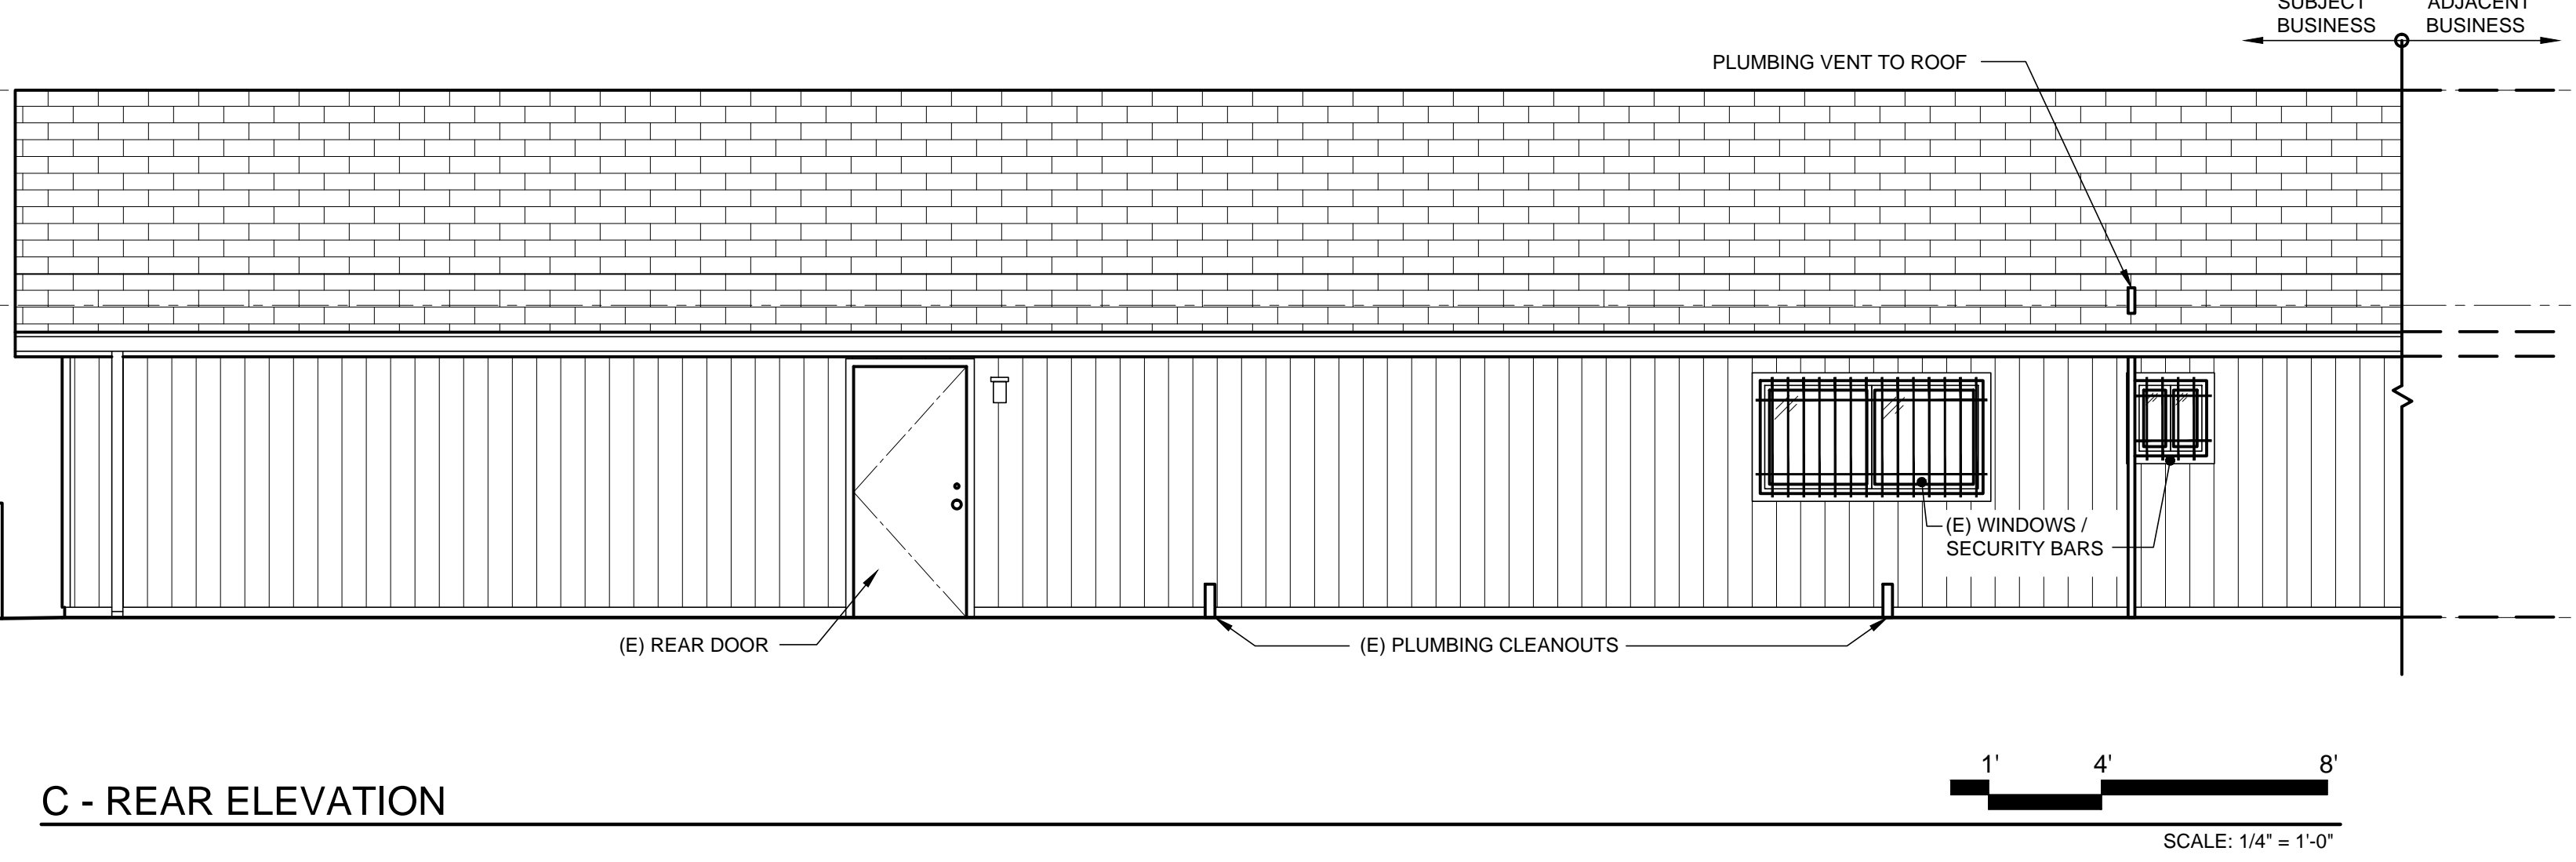 SUBJECT
BUSINESS
ADJACENT
BUSINESS
PLUMBING VENT TO ROOF
(E) WINDOWS /
SECURITY BARS
(E) REAR DOOR
(E) PLUMBING CLEANOUTS
1' 4' 8'
C - REAR ELEVATION
SCALE: 1/4" = 1'-0"